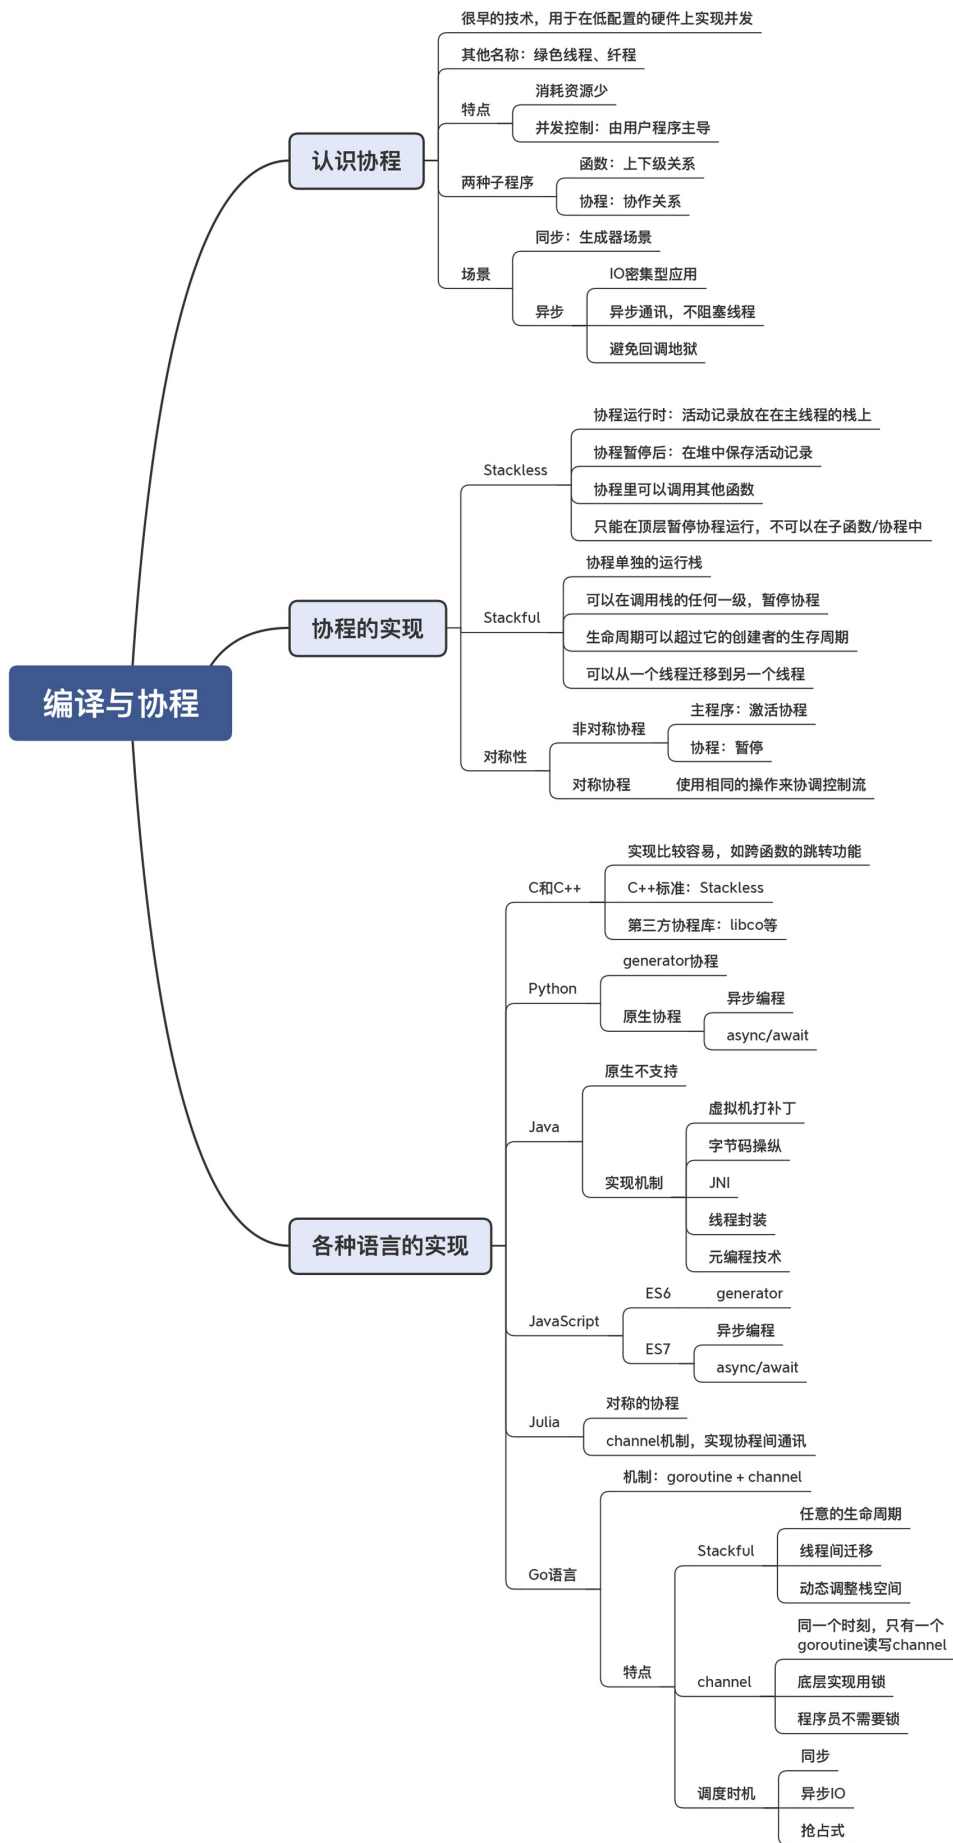 编译与协程
认识协程
很早的技术，用于在低配置的硬件上实现并发
其他名称：绿色线程、纤程
特点
消耗资源少
并发控制：由用户程序主导
两种子程序
函数：上下级关系
协程：协作关系
场景
同步：生成器场景
异步
IO密集型应用
异步通讯，不阻塞线程
避免回调地狱
协程的实现
Stackless
协程运行时：活动记录放在在主线程的栈上
协程暂停后：在堆中保存活动记录
协程里可以调用其他函数
只能在顶层暂停协程运行，不可以在子函数/协程中
Stackful
协程单独的运行栈
可以在调用栈的任何一级，暂停协程
生命周期可以超过它的创建者的生存周期
可以从一个线程迁移到另一个线程
对称性
非对称协程
主程序：激活协程
协程：暂停
对称协程
使用相同的操作来协调控制流
各种语言的实现
C和C++
实现比较容易，如跨函数的跳转功能
C++标准：Stackless
第三方协程库：libco等
Python
generator协程
原生协程
异步编程
async/await
Java
原生不支持
实现机制
虚拟机打补丁
字节码操纵
JNI
线程封装
元编程技术
JavaScript
ES6
generator
ES7
异步编程
async/await
Julia
对称的协程
channel机制，实现协程间通讯
Go语言
机制：goroutine + channel
特点
Stackful
任意的生命周期
线程间迁移
动态调整栈空间
channel
同一个时刻，只有一个
goroutine读写channel
底层实现用锁
程序员不需要锁
调度时机
同步
异步IO
抢占式